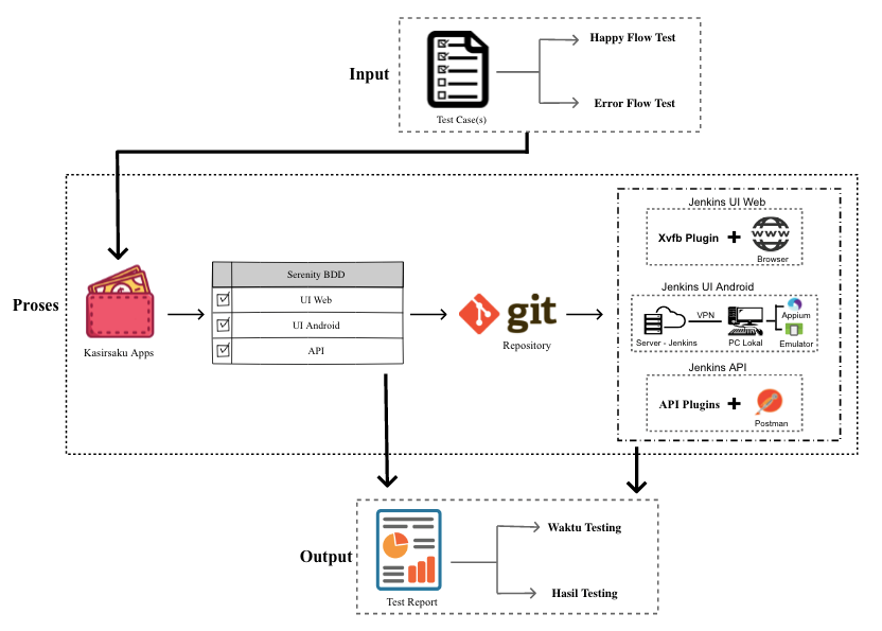 Input
Happy Flow Test
Error Flow Test
Test Case(s)
Proses
Kasirsaku Apps
Serenity BDD
UI Web
UI Android
API
git
Repository
Jenkins UI Web
Xvfb Plugin +
WWW
Browser
Jenkins UI Android
VPN
Appium
Server - Jenkins
PC Lokal
Emulator
Jenkins API
API Plugins +
Postman
Output
Waktu Testing
Hasil Testing
Test Report